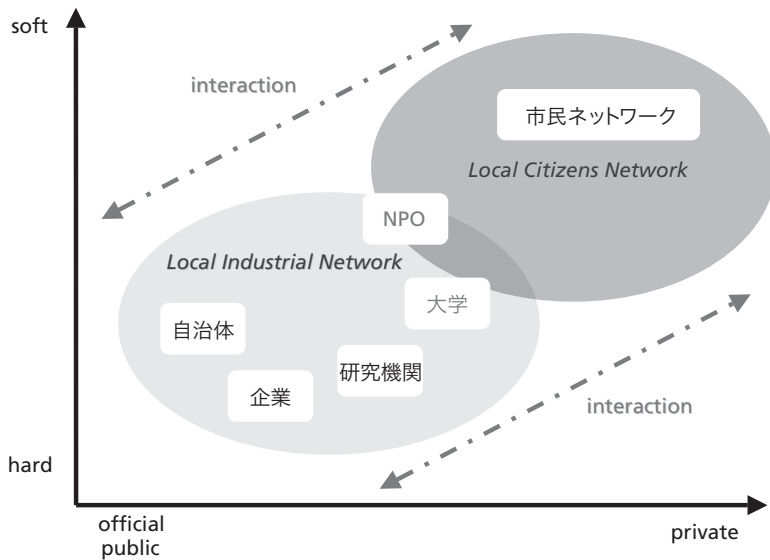 soft
interaction
市民ネットワーク
Local Citizens Network
NPO
Local Industrial Network
大学
自治体
研究機関
企業
interaction
hard
official
public
private